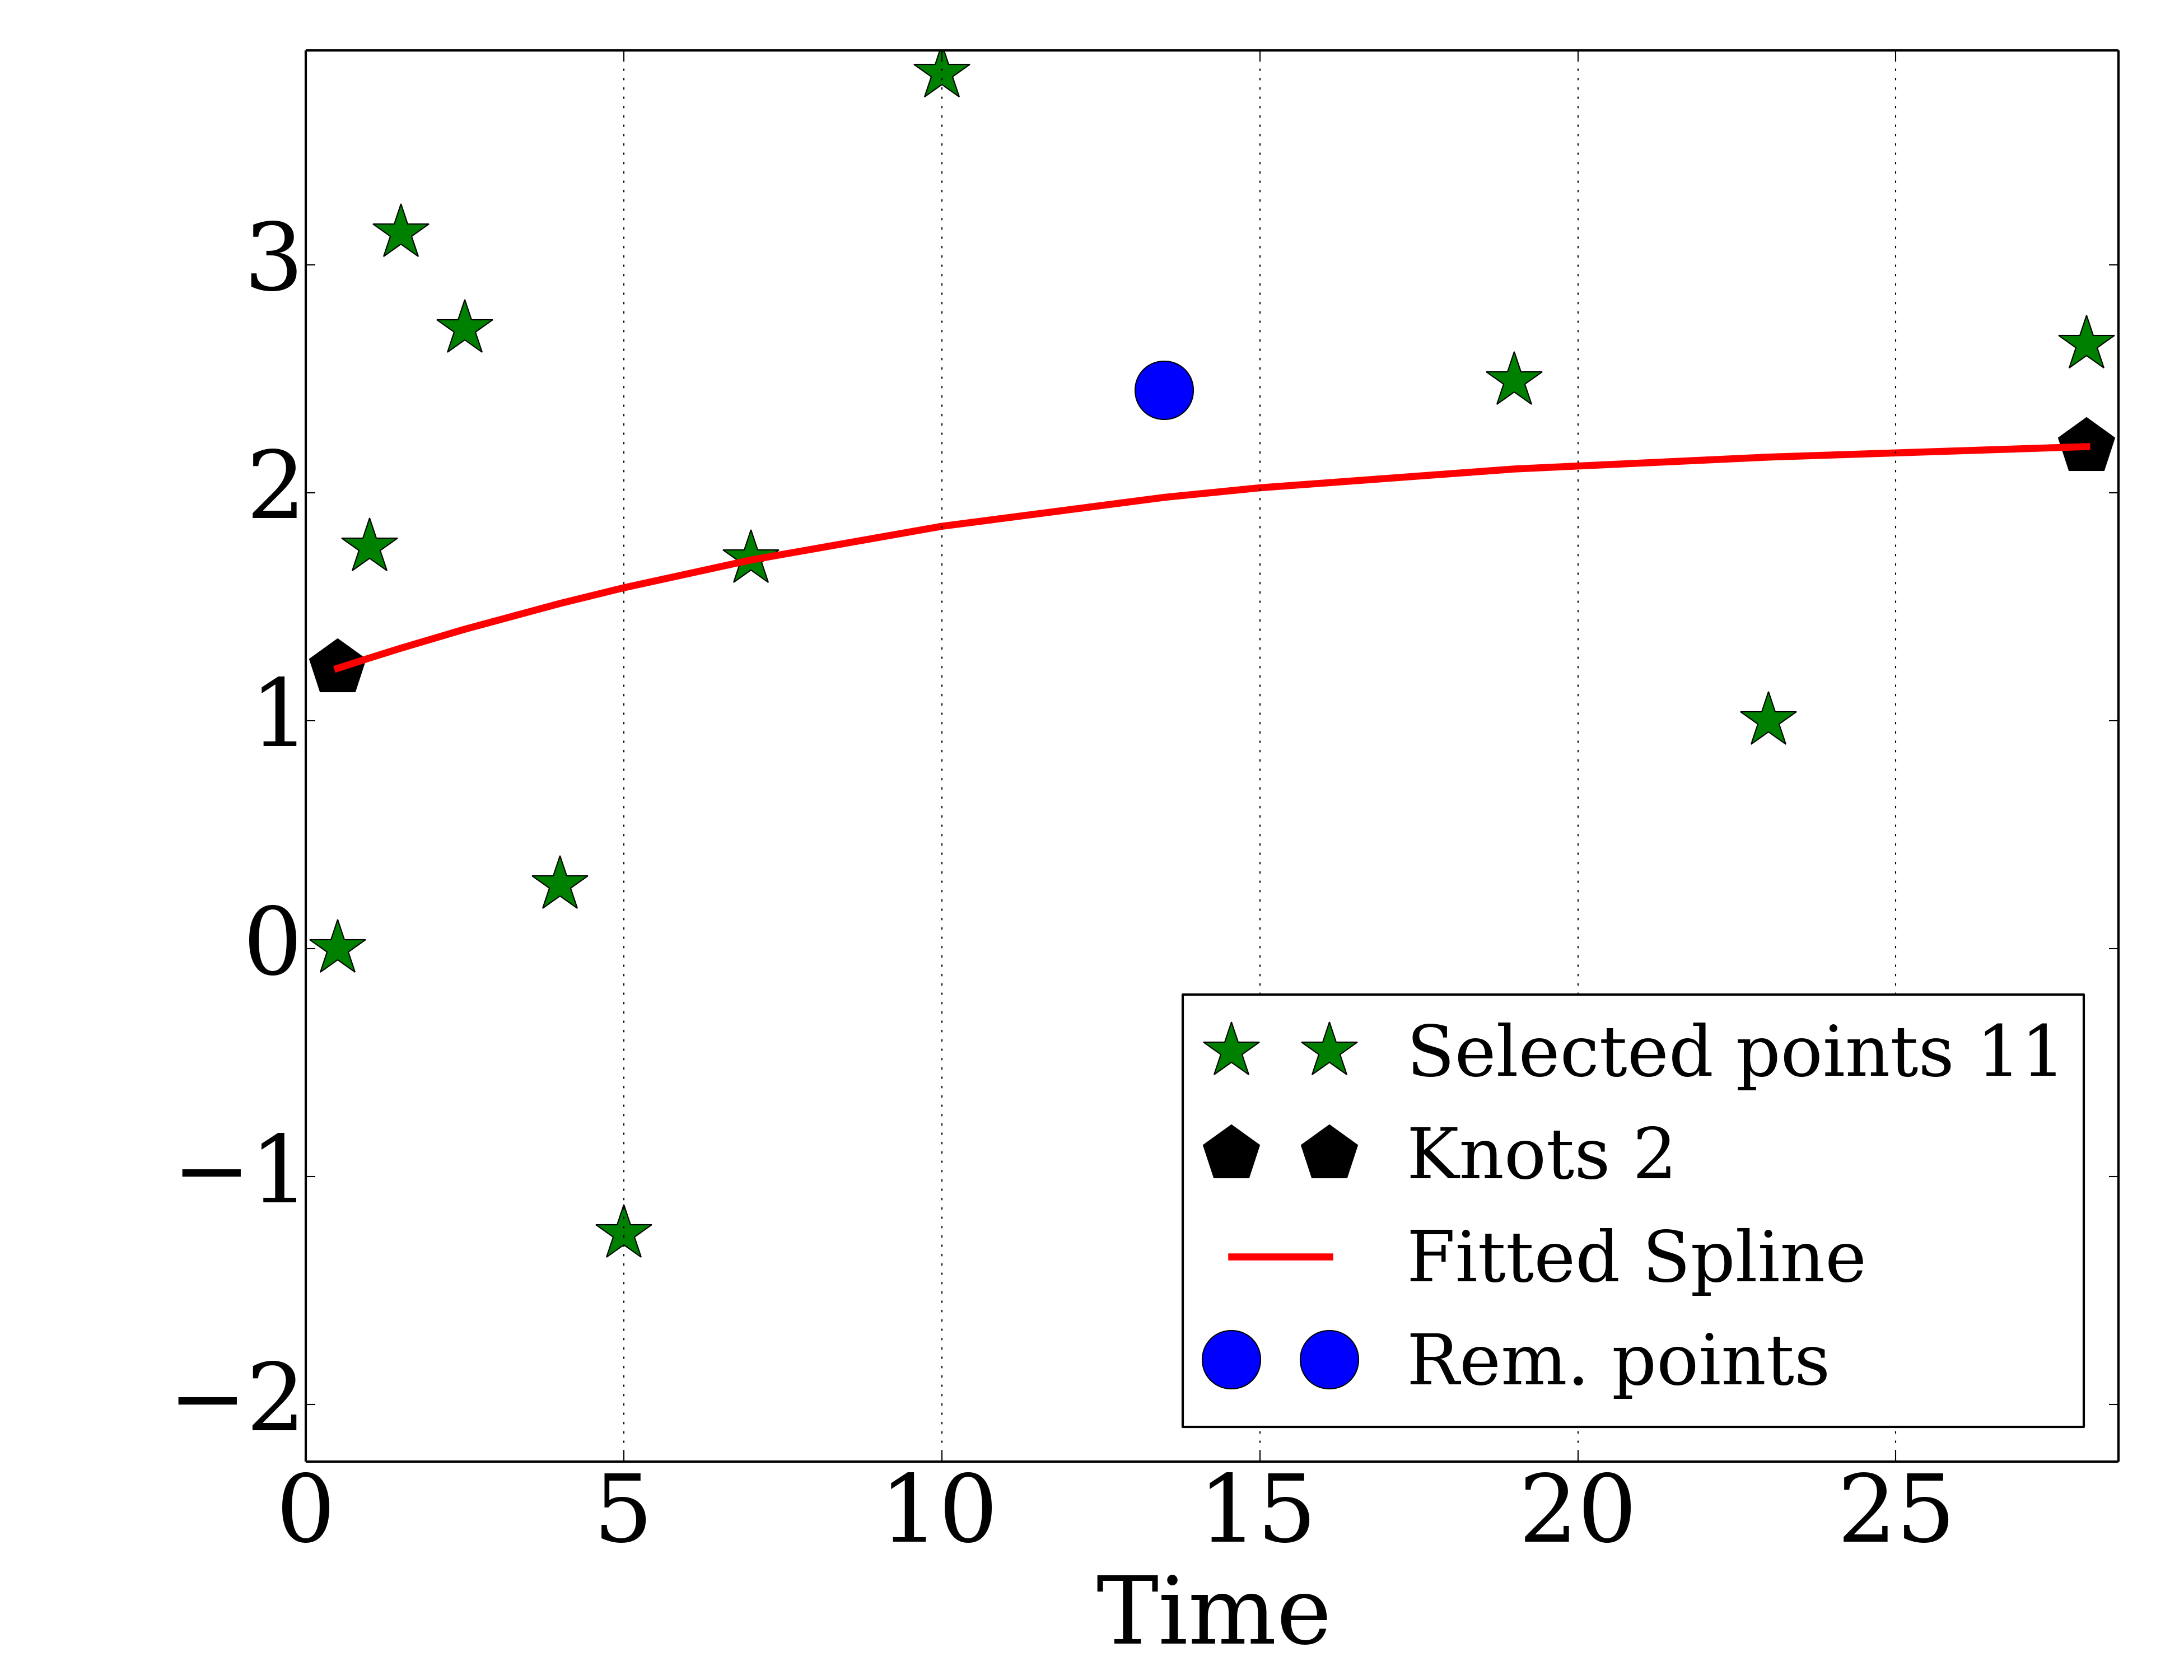 3
2
1
0
−1
−2
0 5 10 15 20 25
Time
Selected points 11
Knots 2
Fitted Spline
Rem. points